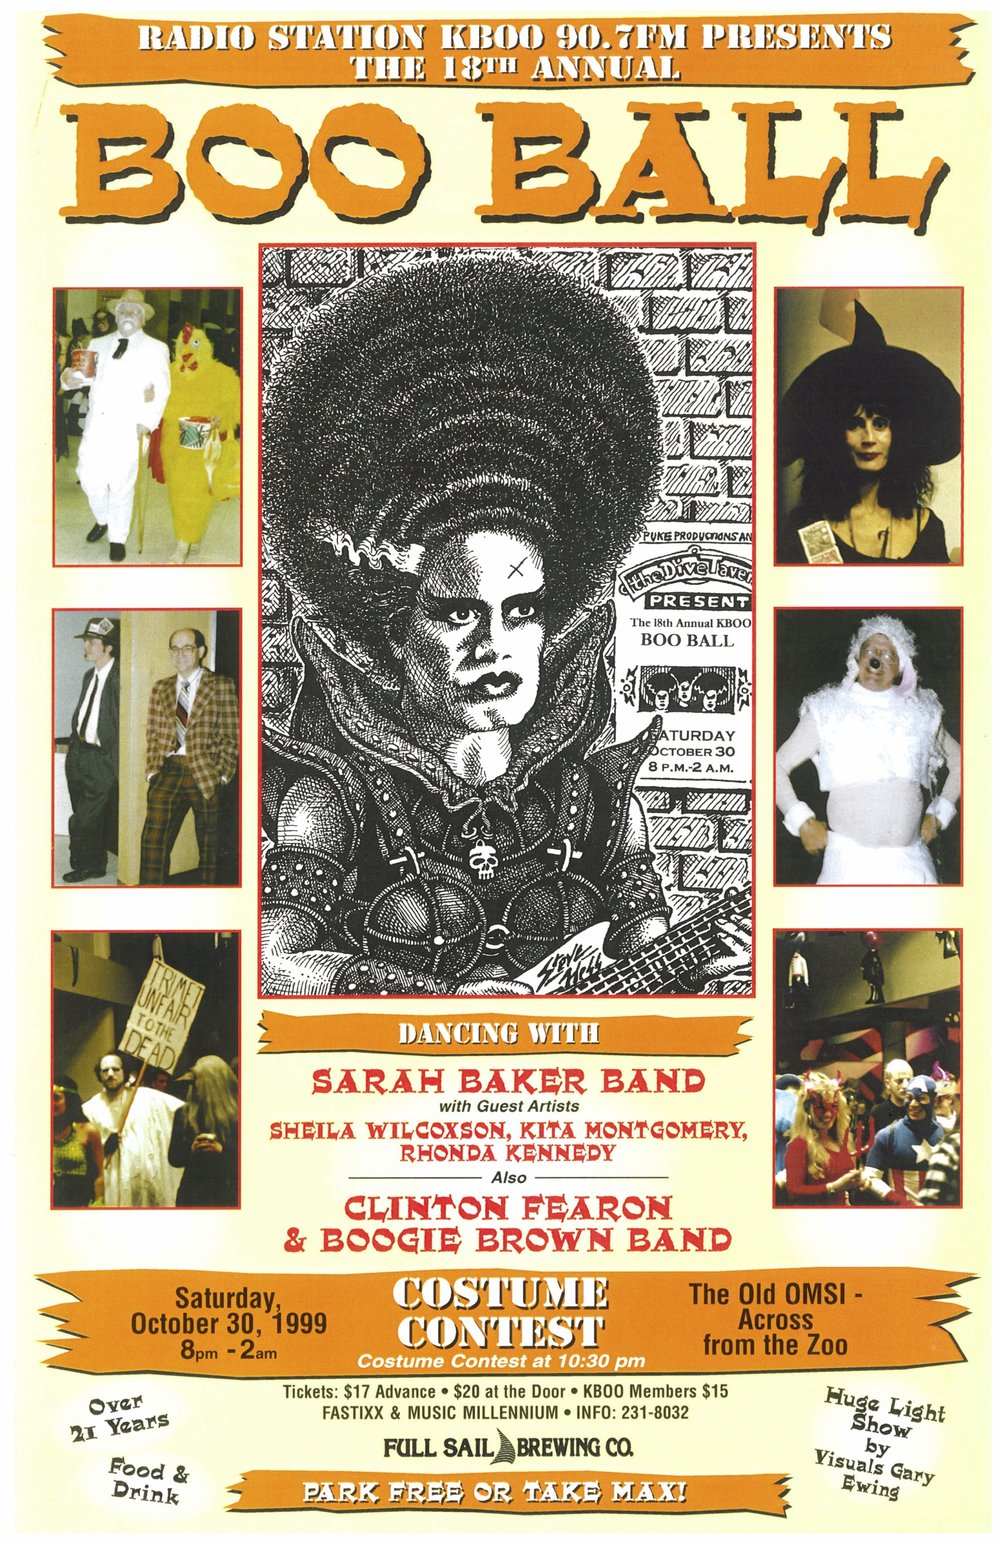 RADIO STATION KBOO 90.7FM PRESENTS
THE 18TH ANNUAL
BOO BALL
PUKE PRODUCTIONS AN
the Dive Taver
PRESENT
The 18th Annual KBOO
BOO BALL
SATURDAY
OCTOBER 30
8 P.M.-2 A.M.
Steve
TRI MET
UNFAIR
TO THE
DEAD
DANCING WITH
SARAH BAKER BAND
with Guest Artists
SHEILA WILCOXSON, KITA MONTGOMERY,
RHONDA KENNEDY
Also
CLINTON FEARON
& BOOGIE BROWN BAND
Saturday,
October 30, 1999
8pm - 2am
COSTUME
CONTEST
Costume Contest at 10:30 pm
The Old OMSI -
Across
from the Zoo
Over
21 Years
Food &
Drink
Tickets: $17 Advance • $20 at the Door • KBOO Members $15
FASTIXX & MUSIC MILLENNIUM • INFO: 231-8032
FULL SAIL BREWING CO.
PARK FREE OR TAKE MAX!
Huge Light
Show
by
Visuals Gary
Ewing